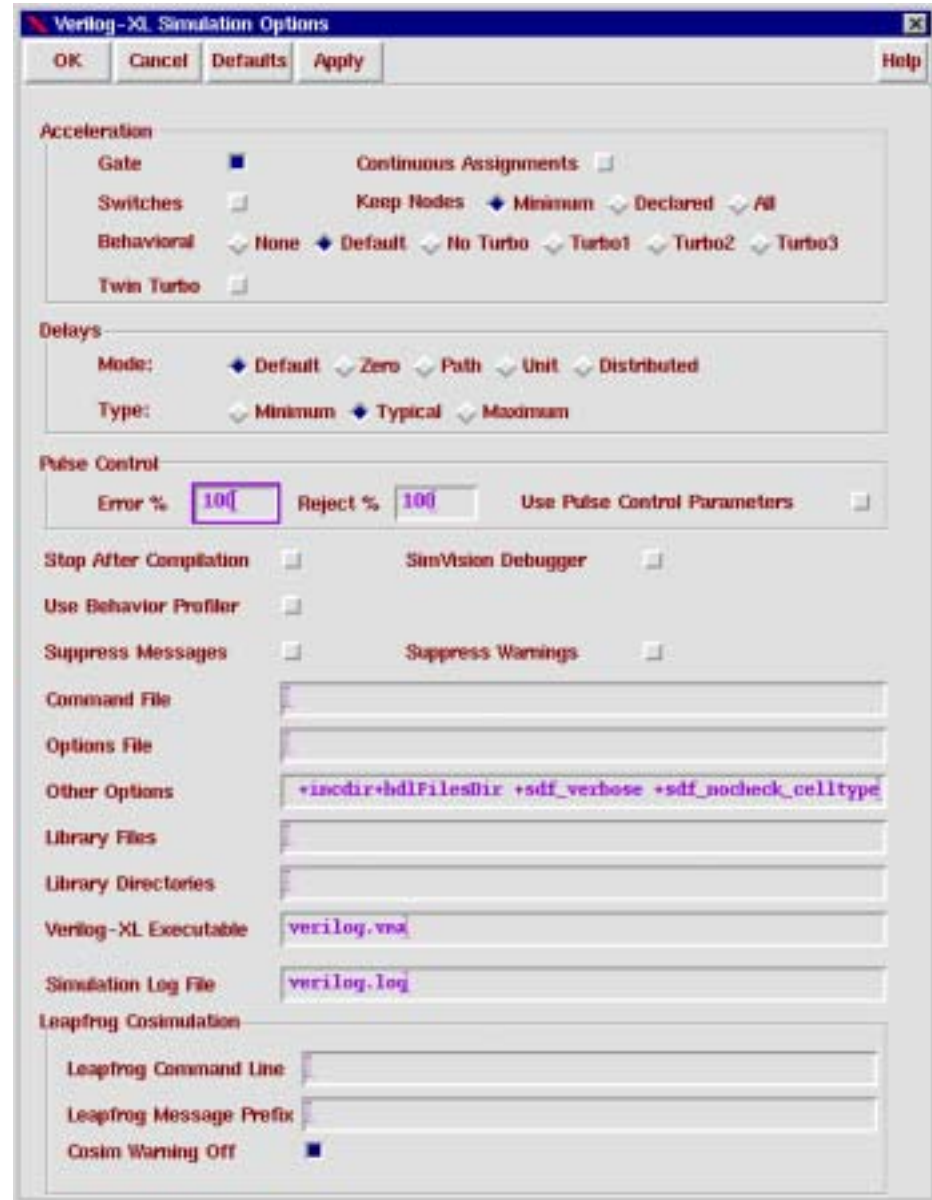 Verilog-XL Simulation Options
OK Cancel Defaults Apply Help
Acceleration
Gate Continuous Assignments
Switches Keep Nodes Minimum Declared All
Behavioral None Default No Turbo Turbo1 Turbo2 Turbo3
Twin Turbo
Delays
Mode: Default Zero Path Unit Distributed
Type: Minimum Typical Maximum
Pulse Control
Error % 100 Reject % 100 Use Pulse Control Parameters
Stop After Compilation SimVision Debugger
Use Behavior Profiler
Suppress Messages Suppress Warnings
Command File
Options File
Other Options +incdir+hdlFilesDir +sdf_verbose +sdf_nocheck_celltype
Library Files
Library Directories
Verilog-XL Executable verilog.vma
Simulation Log File verilog.log
Leapfrog Cosimulation
Leapfrog Command Line
Leapfrog Message Prefix
Cosim Warning Off